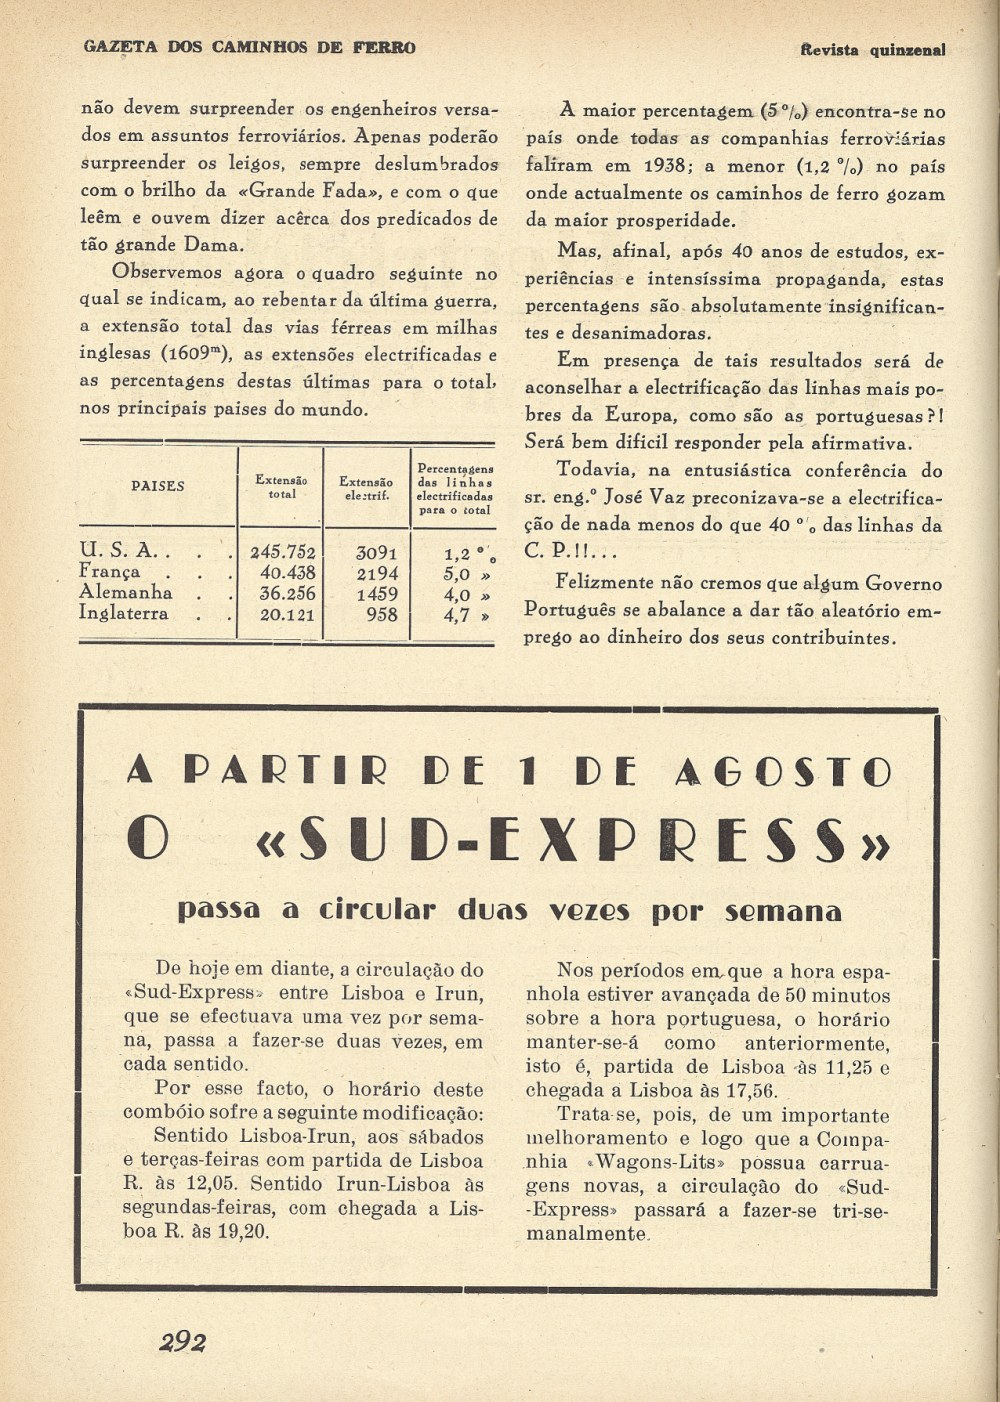 GAZETA DOS CAMINHOS DE FERRO
Revista quinzenal
não devem surpreender os engenheiros versa-
dos em assuntos ferroviários. Apenas poderão
surpreender os leigos, sempre deslumbrados
com o brilho da «Grande Fada», e com o que
leêm e ouvem dizer acêrca dos predicados de
tão grande Dama.
Observemos agora o quadro seguinte no
qual se indicam, ao rebentar da última guerra,
a extensão total das vias férreas em milhas
inglesas (1609ᵐ), as extensões electrificadas e
as percentagens destas últimas para o total,
nos principais paises do mundo.
PAISES
Extensão
total
Extensão
electrif.
Percentagens
das linhas
electrificadas
para o total
U. S. A. . . . 245.752 3091 1,2 %
França . . . 40.438 2194 5,0 »
Alemanha . . 36.256 1459 4,0 »
Inglaterra . . 20.121 958 4,7 »
A maior percentagem (5 %) encontra-se no
país onde todas as companhias ferroviárias
faliram em 1938; a menor (1,2 %) no país
onde actualmente os caminhos de ferro gozam
da maior prosperidade.
Mas, afinal, após 40 anos de estudos, ex-
periências e intensíssima propaganda, estas
percentagens são absolutamente insignifican-
tes e desanimadoras.
Em presença de tais resultados será de
aconselhar a electrificação das linhas mais po-
bres da Europa, como são as portuguesas?!
Será bem dificil responder pela afirmativa.
Todavia, na entusiástica conferência do
sr. eng.º José Vaz preconizava-se a electrifica-
ção de nada menos do que 40 % das linhas da
C. P.!!...
Felizmente não cremos que algum Governo
Português se abalance a dar tão aleatório em-
prego ao dinheiro dos seus contribuintes.
A PARTIR DE 1 DE AGOSTO
O «SUD-EXPRESS»
passa a circular duas vezes por semana
De hoje em diante, a circulação do
«Sud-Express» entre Lisboa e Irun,
que se efectuava uma vez por sema-
na, passa a fazer-se duas vezes, em
cada sentido.
Por esse facto, o horário deste
combóio sofre a seguinte modificação:
Sentido Lisboa-Irun, aos sábados
e terças-feiras com partida de Lisboa
R. às 12,05. Sentido Irun-Lisboa às
segundas-feiras, com chegada a Lis-
boa R. às 19,20.
Nos períodos em que a hora espa-
nhola estiver avançada de 50 minutos
sobre a hora portuguesa, o horário
manter-se-á como anteriormente,
isto é, partida de Lisboa às 11,25 e
chegada a Lisboa às 17,56.
Trata-se, pois, de um importante
melhoramento e logo que a Compa-
nhia «Wagons-Lits» possua carrua-
gens novas, a circulação do «Sud-
-Express» passará a fazer-se tri-se-
manalmente.
292